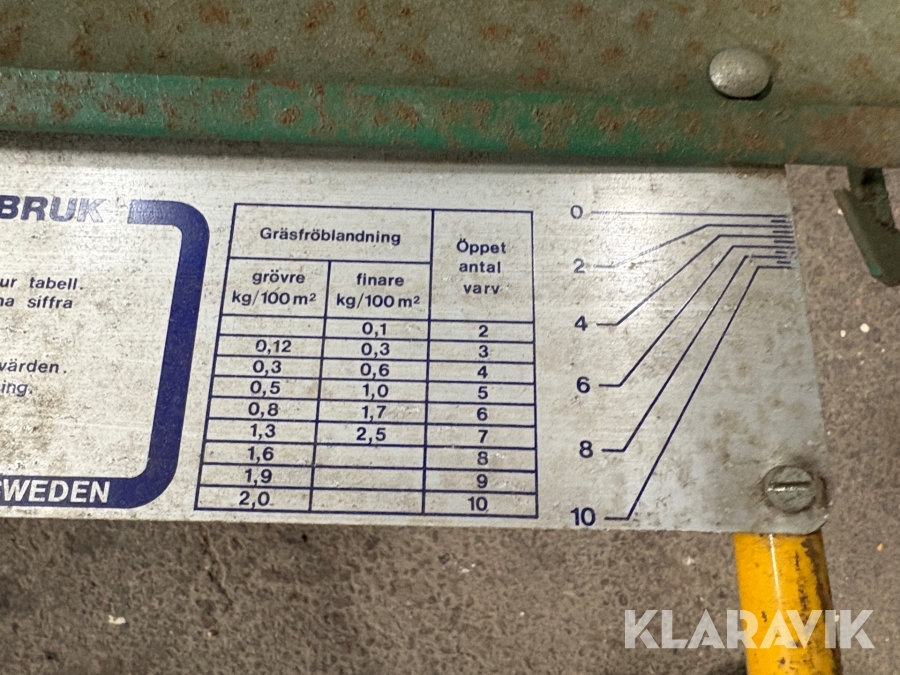 BRUK
ur tabell.
siffra
värden.
SWEDEN
Gräsfröblandning Öppet antal varv
grövre kg/100 m² finare kg/100 m²
0,1 2
0,12 0,3 3
0,3 0,6 4
0,5 1,0 5
0,8 1,7 6
1,3 2,5 7
1,6 8
1,9 9
2,0 10
0
2
4
6
8
10
KLARAVIK